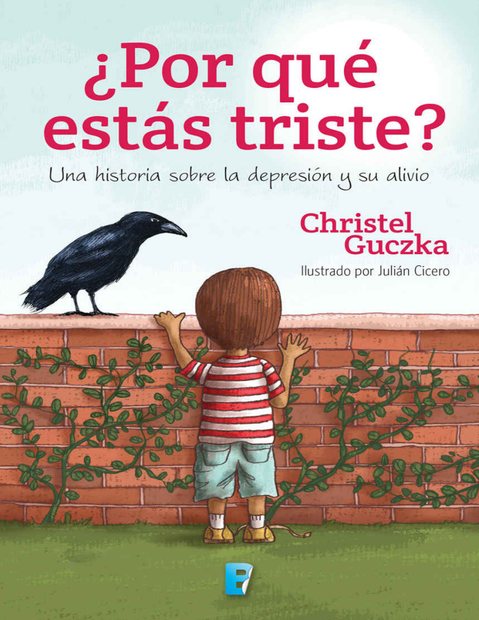 ¿Por qué
estás triste?
Una historia sobre la depresión y su alivio
Christel
Guczka
Ilustrado por Julián Cicero
B